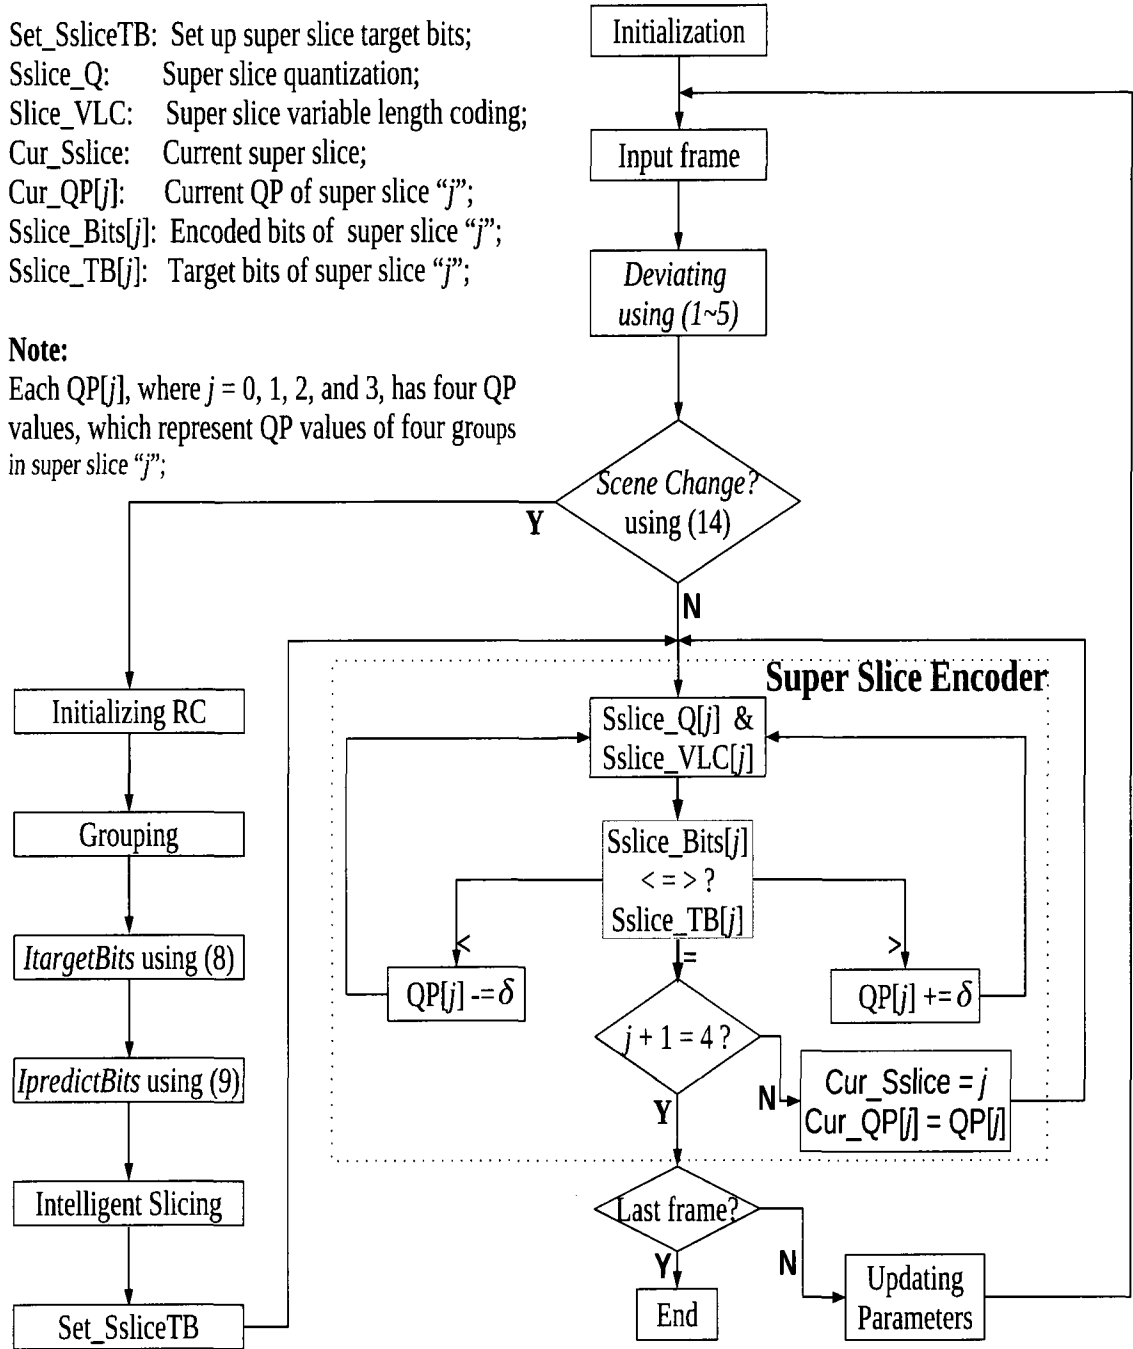 Set_SsliceTB: Set up super slice target bits;
Sslice_Q: Super slice quantization;
Slice_VLC: Super slice variable length coding;
Cur_Sslice: Current super slice;
Cur_QP[j]: Current QP of super slice “j”;
Sslice_Bits[j]: Encoded bits of super slice “j”;
Sslice_TB[j]: Target bits of super slice “j”;
Note:
Each QP[j], where j = 0, 1, 2, and 3, has four QP
values, which represent QP values of four groups
in super slice “j”;
Initialization
Input frame
Deviating
using (1~5)
Scene Change?
using (14)
Y
N
Initializing RC
Grouping
ItargetBits using (8)
IpredictBits using (9)
Intelligent Slicing
Set_SsliceTB
Super Slice Encoder
Sslice_Q[j] &
Sslice_VLC[j]
Sslice_Bits[j]
< = > ?
Sslice_TB[j]
<
=
>
QP[j] -= δ
QP[j] += δ
j + 1 = 4 ?
N
Y
Cur_Sslice = j
Cur_QP[j] = QP[j]
Last frame?
Y
N
End
Updating
Parameters